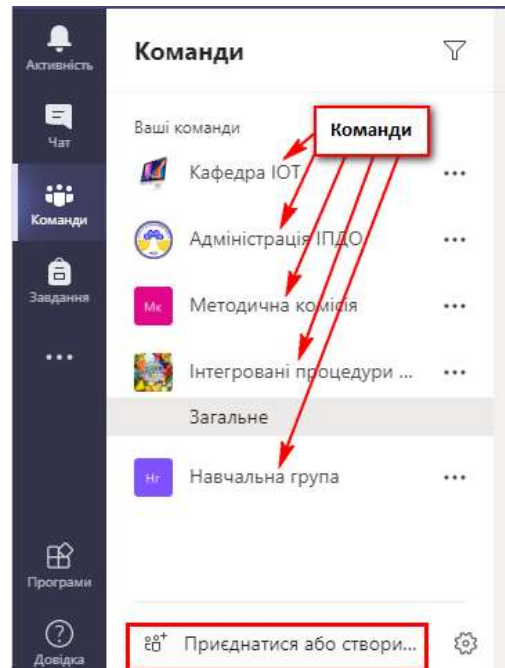 Активність
Чат
Команди
Завдання
Програми
Довідка
Команди
Ваші команди
Команди
Кафедра ІОТ
Адміністрація ІПДО
Мк Методична комісія
Інтегровані процедури ...
Загальне
Нг Навчальна група
Приєднатися або створи...